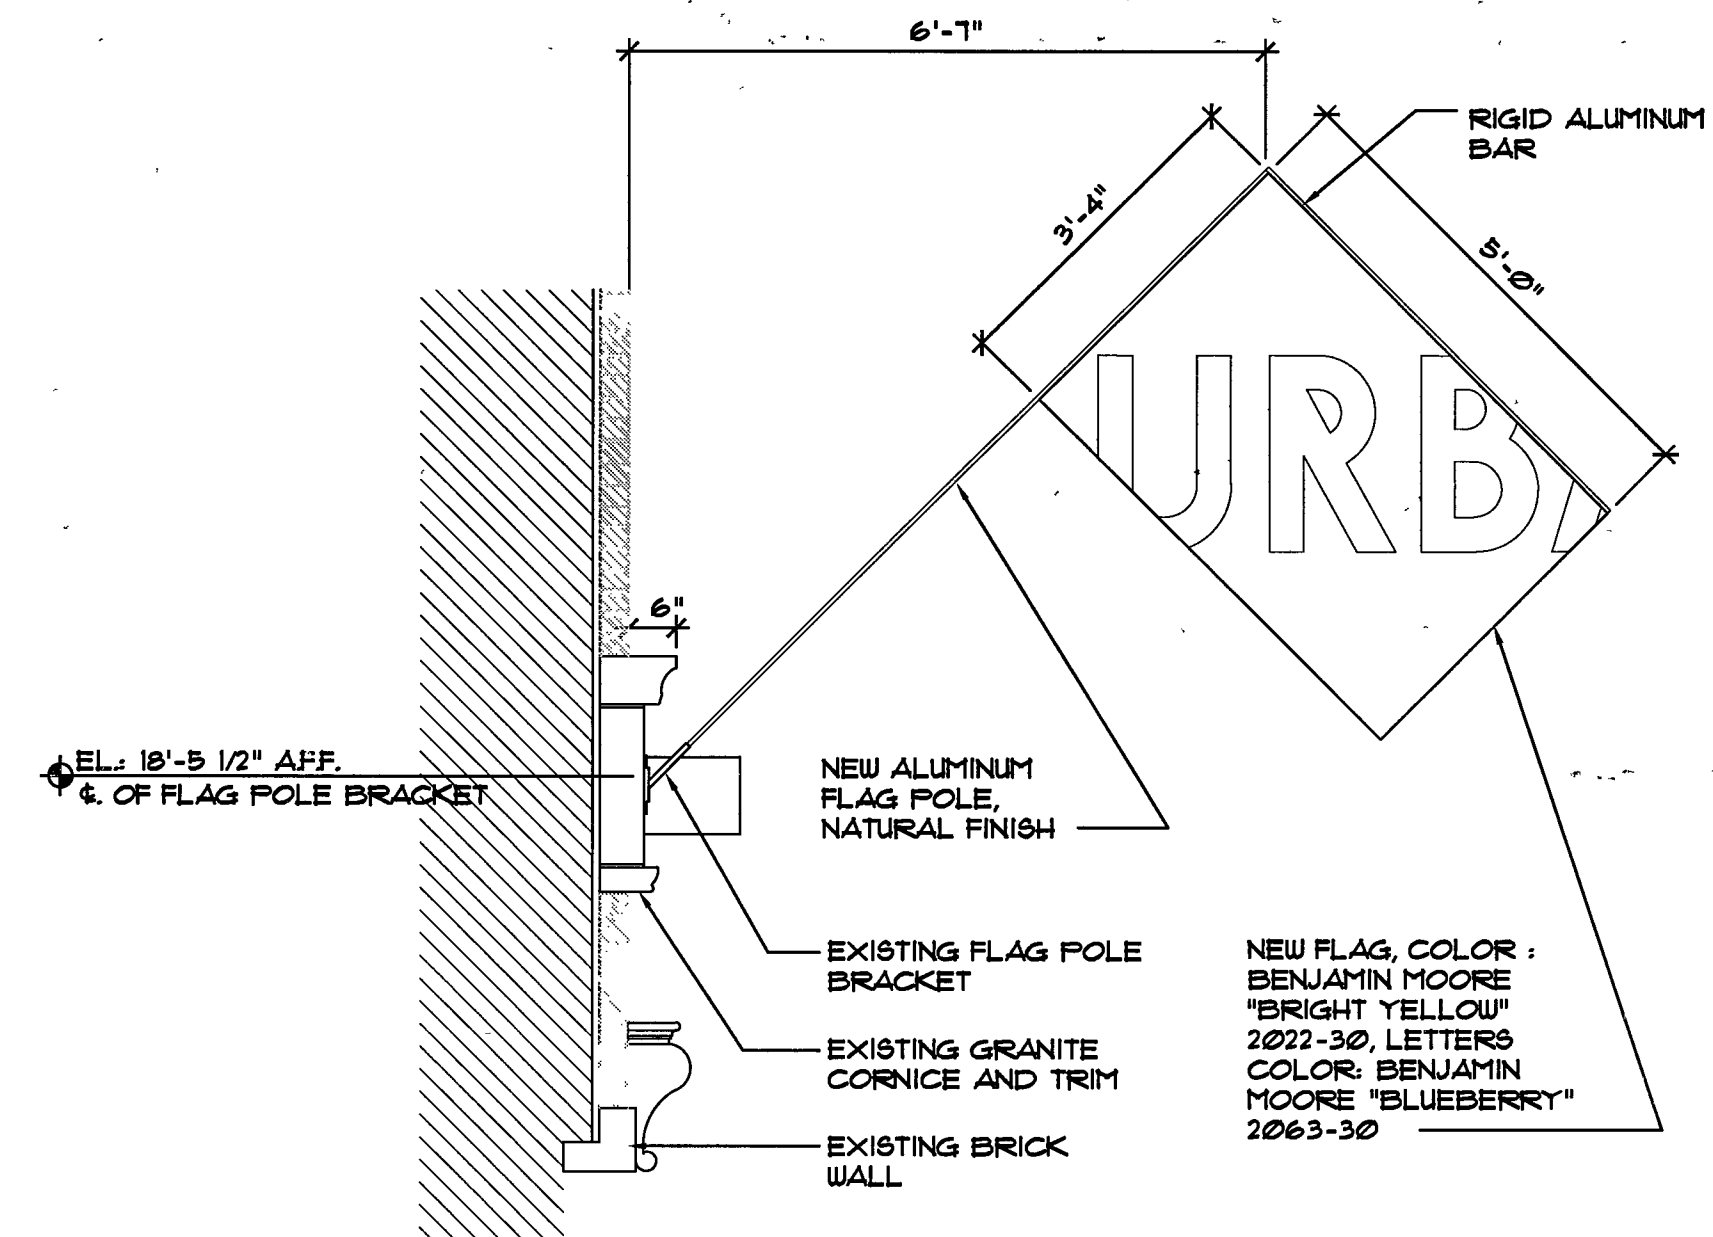 6'-7"
RIGID ALUMINUM
BAR
3'-4"
5'-0"
URBA
6"
EL.: 18'-5 1/2" A.F.F.
℄. OF FLAG POLE BRACKET
NEW ALUMINUM
FLAG POLE,
NATURAL FINISH
EXISTING FLAG POLE
BRACKET
EXISTING GRANITE
CORNICE AND TRIM
EXISTING BRICK
WALL
NEW FLAG, COLOR :
BENJAMIN MOORE
"BRIGHT YELLOW"
2022-30, LETTERS
COLOR: BENJAMIN
MOORE "BLUEBERRY"
2063-30